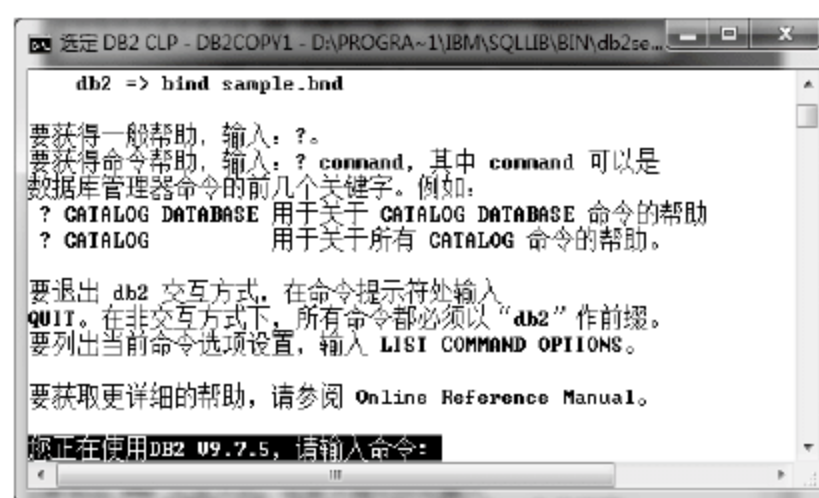 选定 DB2 CLP - DB2COPY1 - D:\PROGRA~1\IBM\SQLLIB\BIN\db2se...
db2 => bind sample.bnd
要获得一般帮助，输入：?。
要获得命令帮助，输入：? command，其中 command 可以是
数据库管理器命令的前几个关键字。例如：
? CATALOG DATABASE 用于关于 CATALOG DATABASE 命令的帮助
? CATALOG 用于关于所有 CATALOG 命令的帮助。
要退出 db2 交互方式，在命令提示符处输入
QUIT。在非交互方式下，所有命令都必须以“db2”作前缀。
要列出当前命令选项设置，输入 LIST COMMAND OPTIONS。
要获取更详细的帮助，请参阅 Online Reference Manual。
您正在使用DB2 V9.7.5，请输入命令：